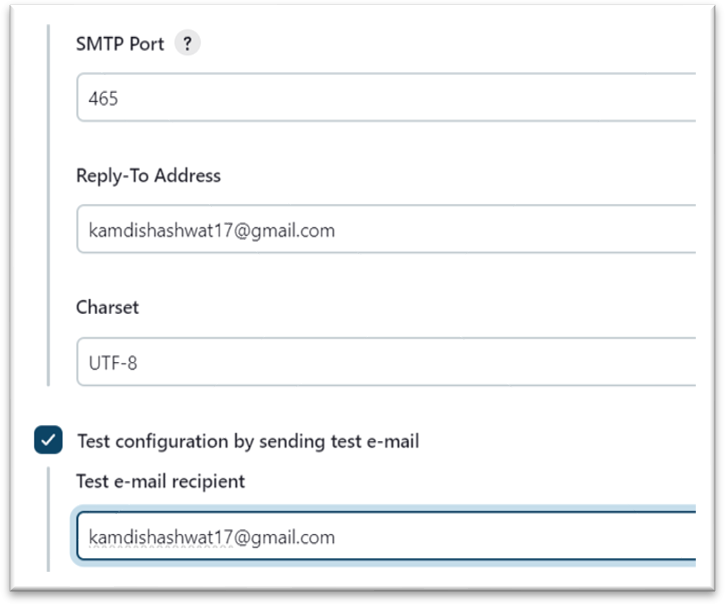 SMTP Port ?
465
Reply-To Address
kamdishashwat17@gmail.com
Charset
UTF-8
Test configuration by sending test e-mail
Test e-mail recipient
kamdishashwat17@gmail.com